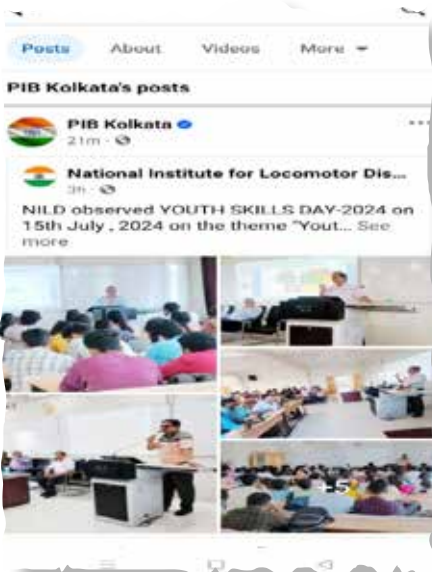 Posts About Videos More
PIB Kolkata's posts
PIB Kolkata
21m
National Institute for Locomotor Dis...
3h
NILD observed YOUTH SKILLS DAY-2024 on
15th July , 2024 on the theme "Yout... See
more
+5